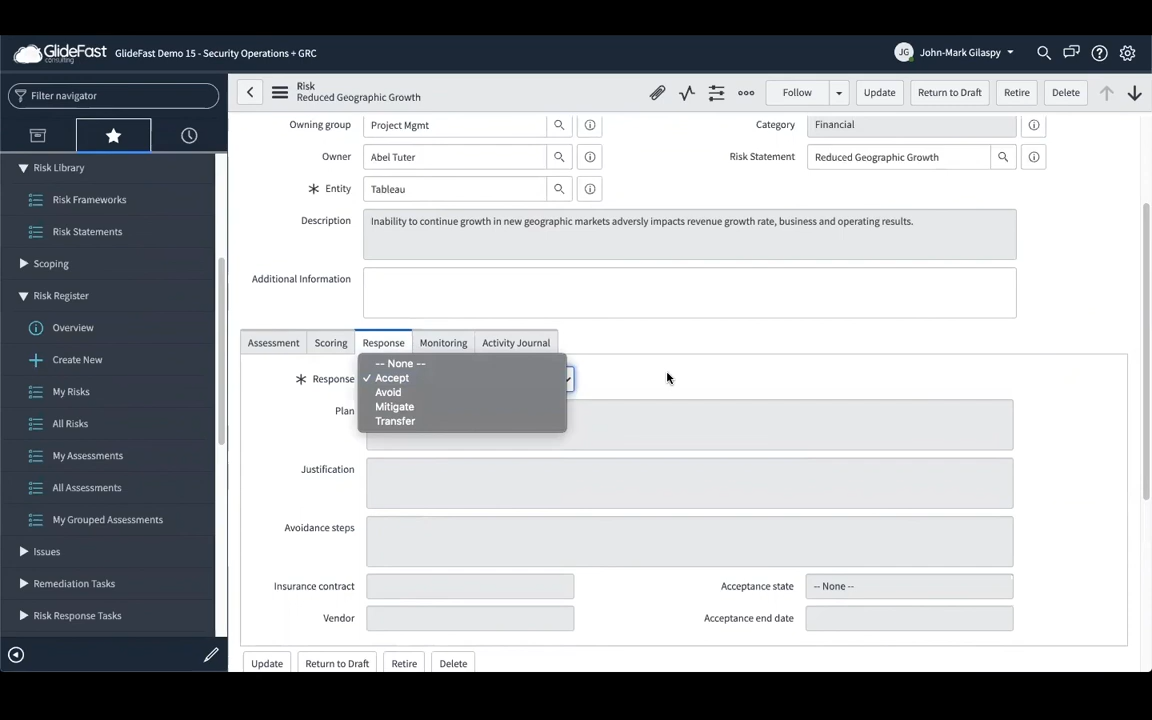 GlideFast
consulting
GlideFast Demo 15 - Security Operations + GRC
JG
John-Mark Gilaspy
Filter navigator
Risk
Reduced Geographic Growth
Follow
Update
Return to Draft
Retire
Delete
Risk Library
Risk Frameworks
Risk Statements
Scoping
Risk Register
Overview
Create New
My Risks
All Risks
My Assessments
All Assessments
My Grouped Assessments
Issues
Remediation Tasks
Risk Response Tasks
Owning group
Project Mgmt
Category
Financial
Owner
Abel Tuter
Risk Statement
Reduced Geographic Growth
Entity
Tableau
Description
Inability to continue growth in new geographic markets adversly impacts revenue growth rate, business and operating results.
Additional Information
Assessment
Scoring
Response
Monitoring
Activity Journal
Response
-- None --
✓ Accept
Avoid
Mitigate
Transfer
Plan
Justification
Avoidance steps
Insurance contract
Acceptance state
-- None --
Vendor
Acceptance end date
Update
Return to Draft
Retire
Delete